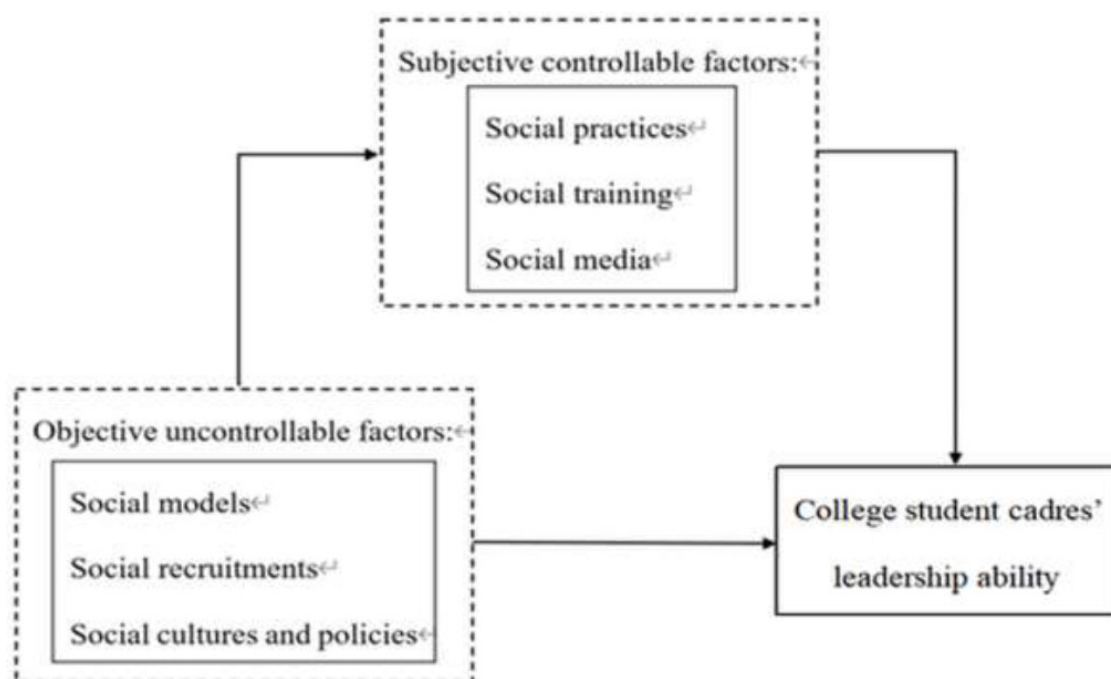 Subjective controllable factors:↵
Social practices↵
Social training↵
Social media↵
Objective uncontrollable factors:↵
Social models↵
Social recruitments↵
Social cultures and policies↵
College student cadres’
leadership ability